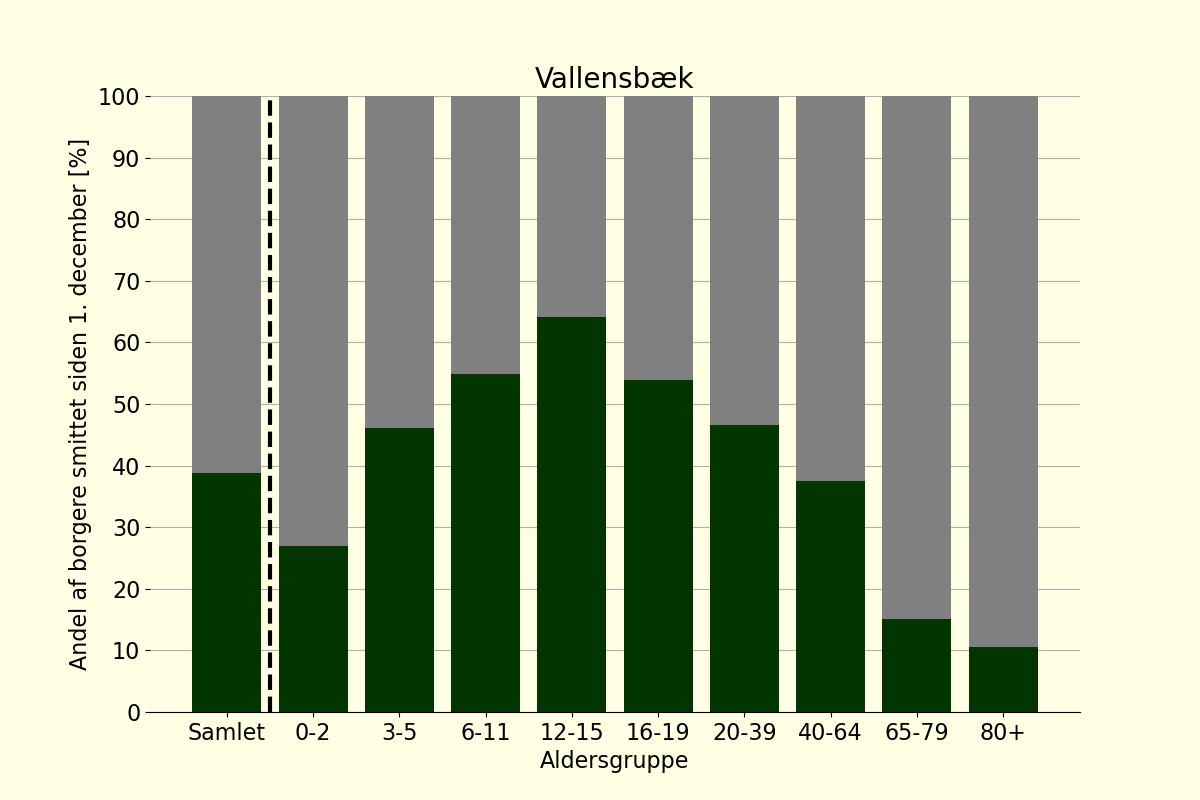 Vallensbæk
Andel af borgere smittet siden 1. december [%]
100
90
80
70
60
50
40
30
20
10
0
Samlet 0-2 3-5 6-11 12-15 16-19 20-39 40-64 65-79 80+
Aldersgruppe